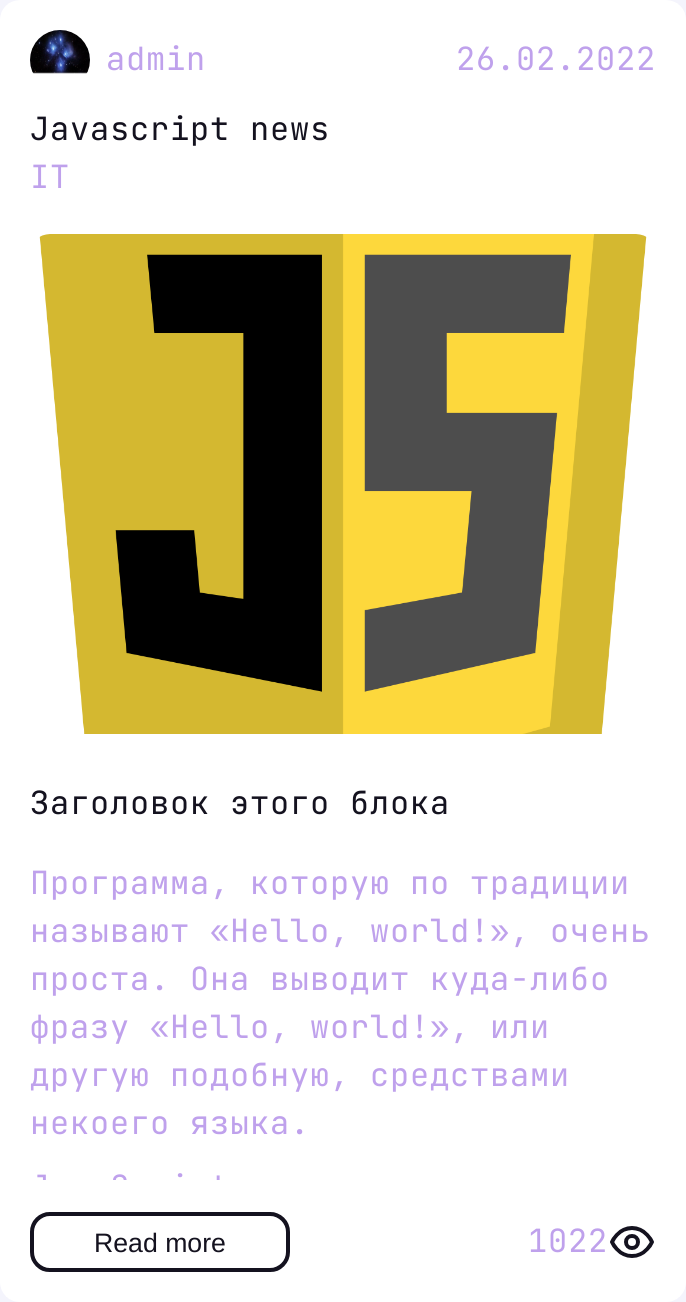 admin 26.02.2022
Javascript news
IT
JS
Заголовок этого блока
Программа, которую по традиции
называют «Hello, world!», очень
проста. Она выводит куда-либо
фразу «Hello, world!», или
другую подобную, средствами
некоего языка.
Read more 1022